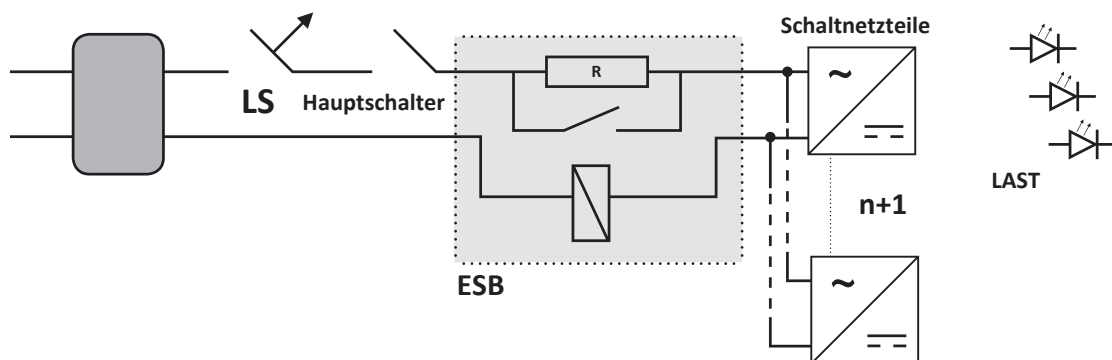 Schaltnetzteile
R
LS
Hauptschalter
~
LAST
n+1
ESB
~